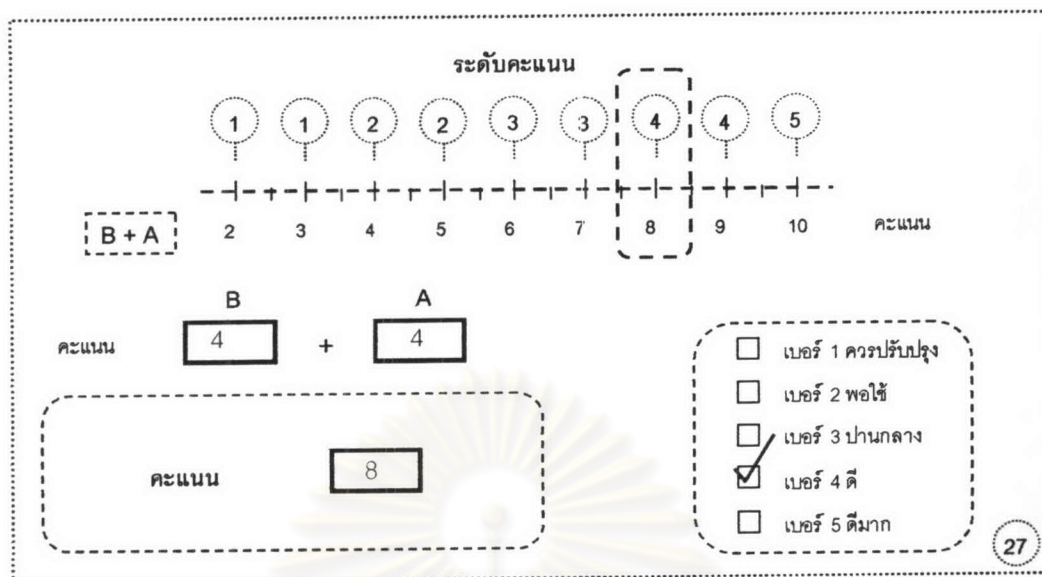 ระดับคะแนน
1 1 2 2 3 3 4 4 5
B + A 2 3 4 5 6 7 8 9 10 คะแนน
B A
คะแนน 4 + 4
คะแนน 8
เบอร์ 1 ควรปรับปรุง
เบอร์ 2 พอใช้
เบอร์ 3 ปานกลาง
เบอร์ 4 ดี
เบอร์ 5 ดีมาก
27